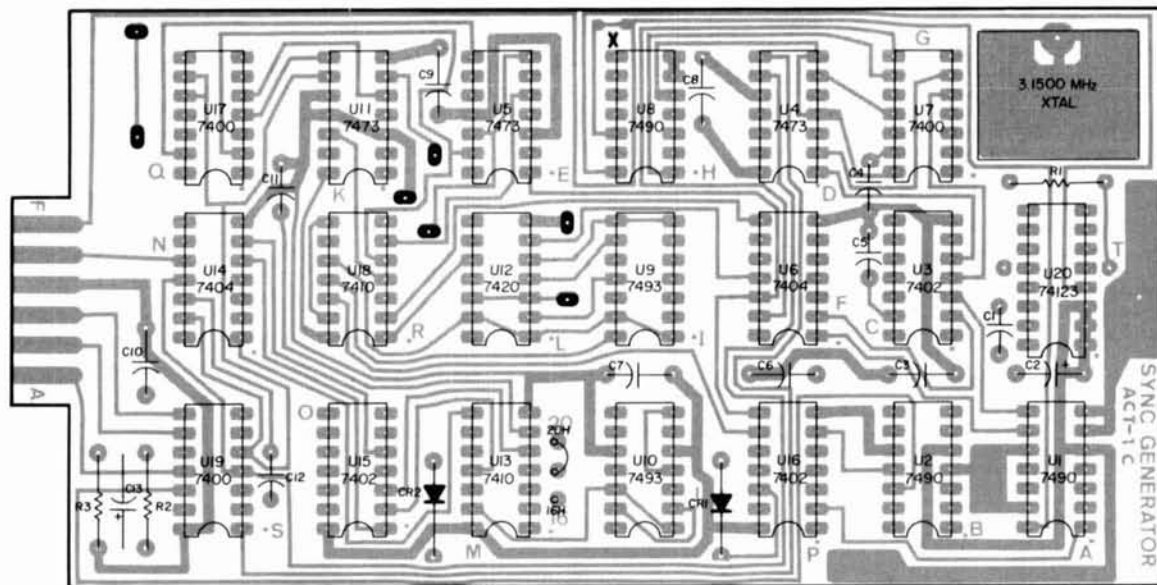 G
X
C9
C8
3.1500 MHz
XTAL
U17
7400
U11
7473
U5
7473
U8
7490
U4
7473
U7
7400
Q
K
C11
E
H
D
C4
R1
F
N
U14
7404
U18
7410
U12
7420
U9
7493
U6
7404
C5
U3
7402
U20
74123
T
R
L
I
F
C
C1
C10
C7
C6
C3
C2
+
A
O
20
20H
U19
7400
C12
U15
7402
CR2
U13
7410
U10
7493
CR1
U16
7402
U2
7490
U1
7490
R3
C13
+
R2
16H
16
S
M
P
B
A
SYNC GENERATOR
ACT-1 C